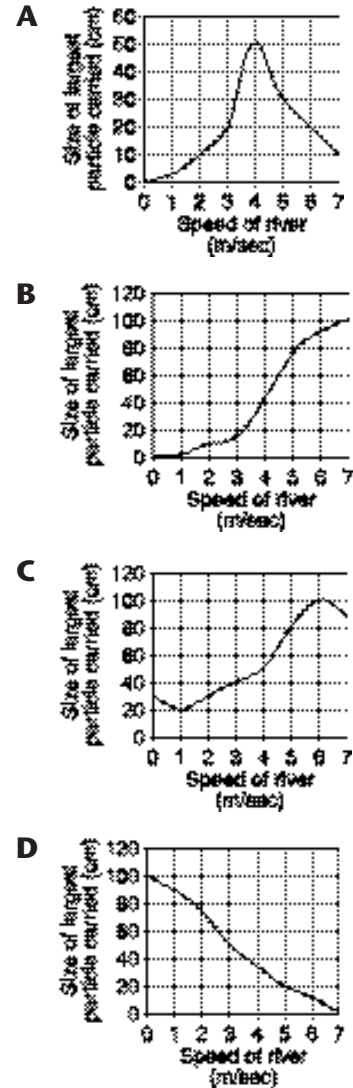 A
Size of largest
particle carried (cm)
60
50
40
30
20
10
0
0 1 2 3 4 5 6 7
Speed of river
(m/sec)
B
Size of largest
particle carried (cm)
120
100
80
60
40
20
0
0 1 2 3 4 5 6 7
Speed of river
(m/sec)
C
Size of largest
particle carried (cm)
120
100
80
60
40
20
0
0 1 2 3 4 5 6 7
Speed of river
(m/sec)
D
Size of largest
particle carried (cm)
120
100
80
60
40
20
0
0 1 2 3 4 5 6 7
Speed of river
(m/sec)